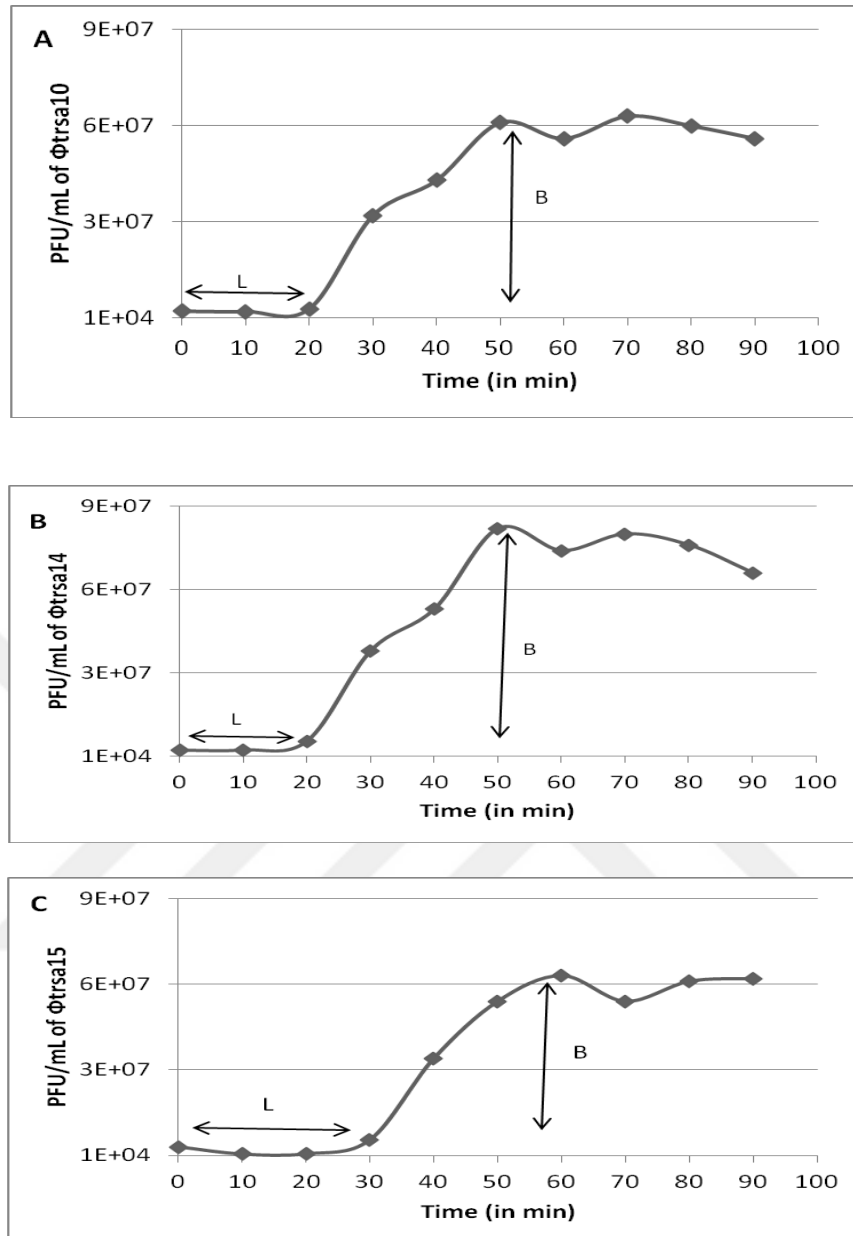 A
PFU/mL of Φtrsa10
9E+07
6E+07
3E+07
1E+04
L
B
0 10 20 30 40 50 60 70 80 90 100
Time (in min)
B
PFU/mL of Φtrsa14
9E+07
6E+07
3E+07
1E+04
L
B
0 10 20 30 40 50 60 70 80 90 100
Time (in min)
C
PFU/mL of Φtrsa15
9E+07
6E+07
3E+07
1E+04
L
B
0 10 20 30 40 50 60 70 80 90 100
Time (in min)